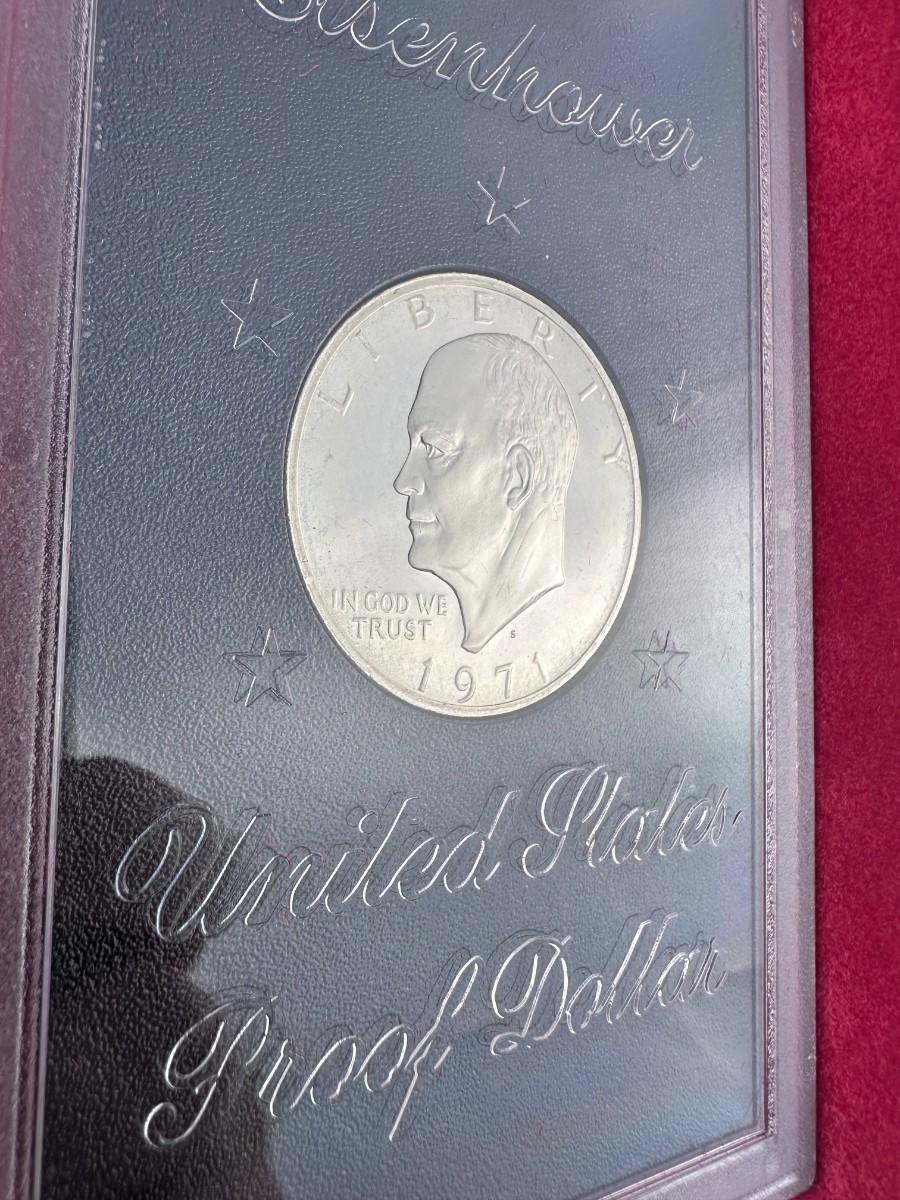 Eisenhower
LIBERTY
IN GOD WE
TRUST
S
1971
United States
Proof Dollar